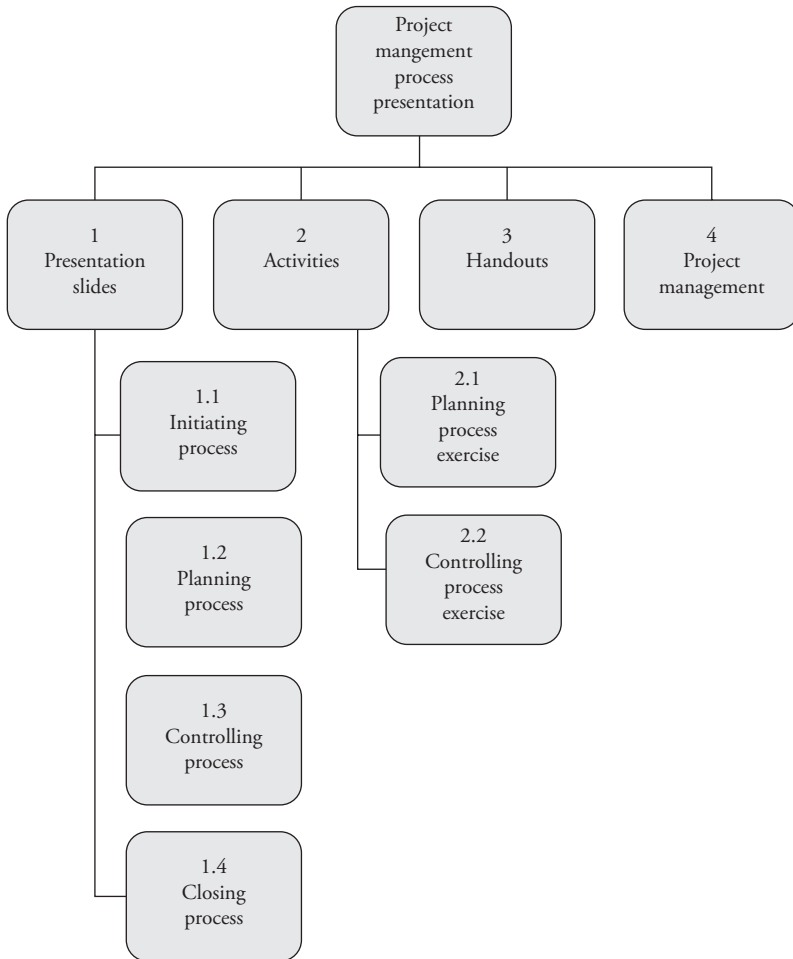 Project
mangement
process
presentation
1
Presentation
slides
2
Activities
3
Handouts
4
Project
management
1.1
Initiating
process
1.2
Planning
process
1.3
Controlling
process
1.4
Closing
process
2.1
Planning
process
exercise
2.2
Controlling
process
exercise